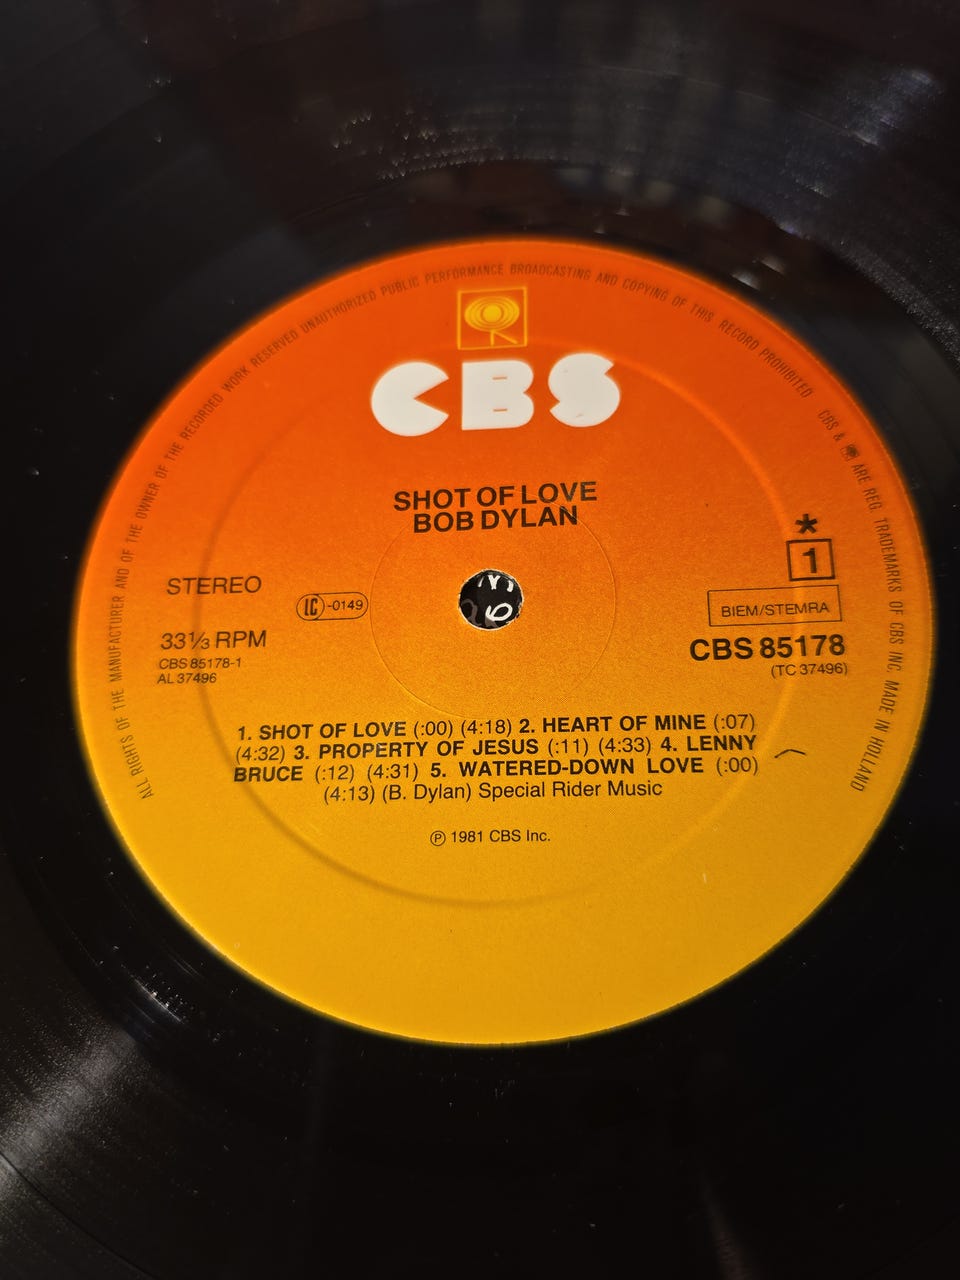 ALL RIGHTS OF THE MANUFACTURER AND OF THE OWNER OF THE RECORDED WORK RESERVED UNAUTHORIZED PUBLIC PERFORMANCE BROADCASTING AND COPYING OF THIS RECORD PROHIBITED CBS & ARE REG. TRADEMARKS OF CBS INC. MADE IN HOLLAND
CBS
SHOT OF LOVE
BOB DYLAN
STEREO
LC-0149
33⅓ RPM
CBS 85178-1
AL 37496
*
1
BIEM/STEMRA
CBS 85178
(TC 37496)
1. SHOT OF LOVE (:00) (4:18) 2. HEART OF MINE (:07)
(4:32) 3. PROPERTY OF JESUS (:11) (4:33) 4. LENNY
BRUCE (:12) (4:31) 5. WATERED-DOWN LOVE (:00)
(4:13) (B. Dylan) Special Rider Music
℗ 1981 CBS Inc.